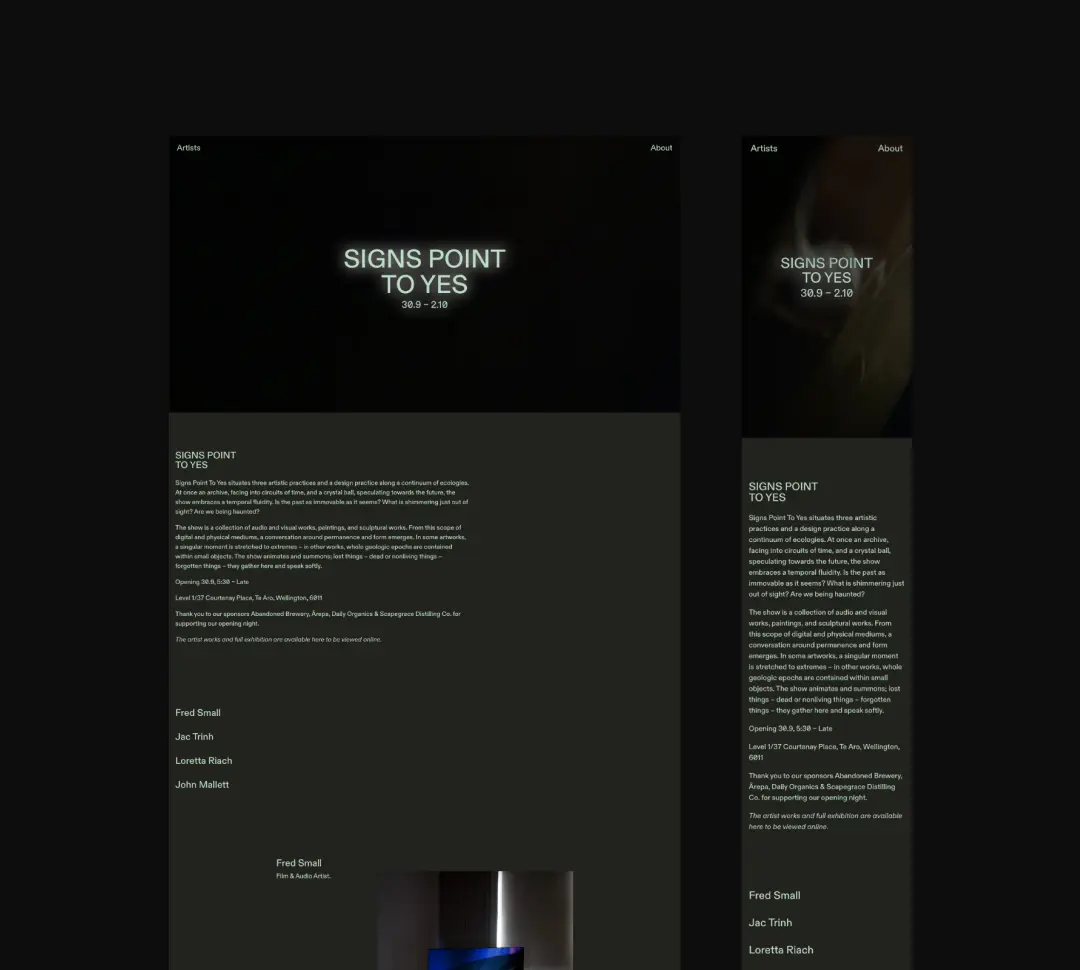 Artists
About
SIGNS POINT
TO YES
30.9 – 2.10
SIGNS POINT
TO YES
Signs Point To Yes situates three artistic practices and a design practice along a continuum of ecologies.
At once an archive, facing into circuits of time, and a crystal ball, speculating towards the future, the
show embraces a temporal fluidity. Is the past as immovable as it seems? What is shimmering just out of
sight? Are we being haunted?
The show is a collection of audio and visual works, paintings, and sculptural works. From this scope of
digital and physical mediums, a conversation around permanence and form emerges. In some artworks,
a singular moment is stretched to extremes – in other works, whole geologic epochs are contained
within small objects. The show animates and summons; lost things – dead or nonliving things –
forgotten things – they gather here and speak softly.
Opening 30.9, 5:30 – Late
Level 1/37 Courtenay Place, Te Aro, Wellington, 6011
Thank you to our sponsors Abandoned Brewery, Ārepa, Daily Organics & Scapegrace Distilling Co. for
supporting our opening night.
The artist works and full exhibition are available here to be viewed online.
Fred Small
Jac Trinh
Loretta Riach
John Mallett
Fred Small
Film & Audio Artist.
Artists
About
SIGNS POINT
TO YES
30.9 – 2.10
SIGNS POINT
TO YES
Signs Point To Yes situates three artistic
practices and a design practice along a
continuum of ecologies. At once an archive,
facing into circuits of time, and a crystal ball,
speculating towards the future, the show
embraces a temporal fluidity. Is the past as
immovable as it seems? What is shimmering just
out of sight? Are we being haunted?
The show is a collection of audio and visual
works, paintings, and sculptural works. From
this scope of digital and physical mediums, a
conversation around permanence and form
emerges. In some artworks, a singular moment
is stretched to extremes – in other works, whole
geologic epochs are contained within small
objects. The show animates and summons; lost
things – dead or nonliving things – forgotten
things – they gather here and speak softly.
Opening 30.9, 5:30 – Late
Level 1/37 Courtenay Place, Te Aro, Wellington,
6011
Thank you to our sponsors Abandoned Brewery,
Ārepa, Daily Organics & Scapegrace Distilling
Co. for supporting our opening night.
The artist works and full exhibition are available
here to be viewed online.
Fred Small
Jac Trinh
Loretta Riach